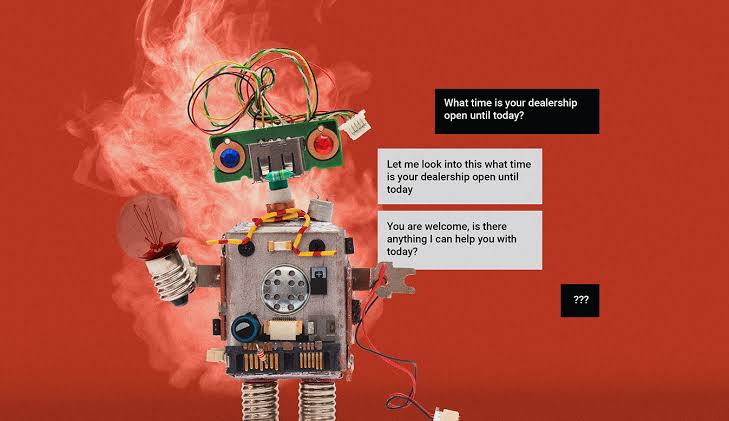 What time is your dealership
open until today?
Let me look into this what time
is your dealership open until
today
You are welcome, is there
anything I can help you with
today?
???